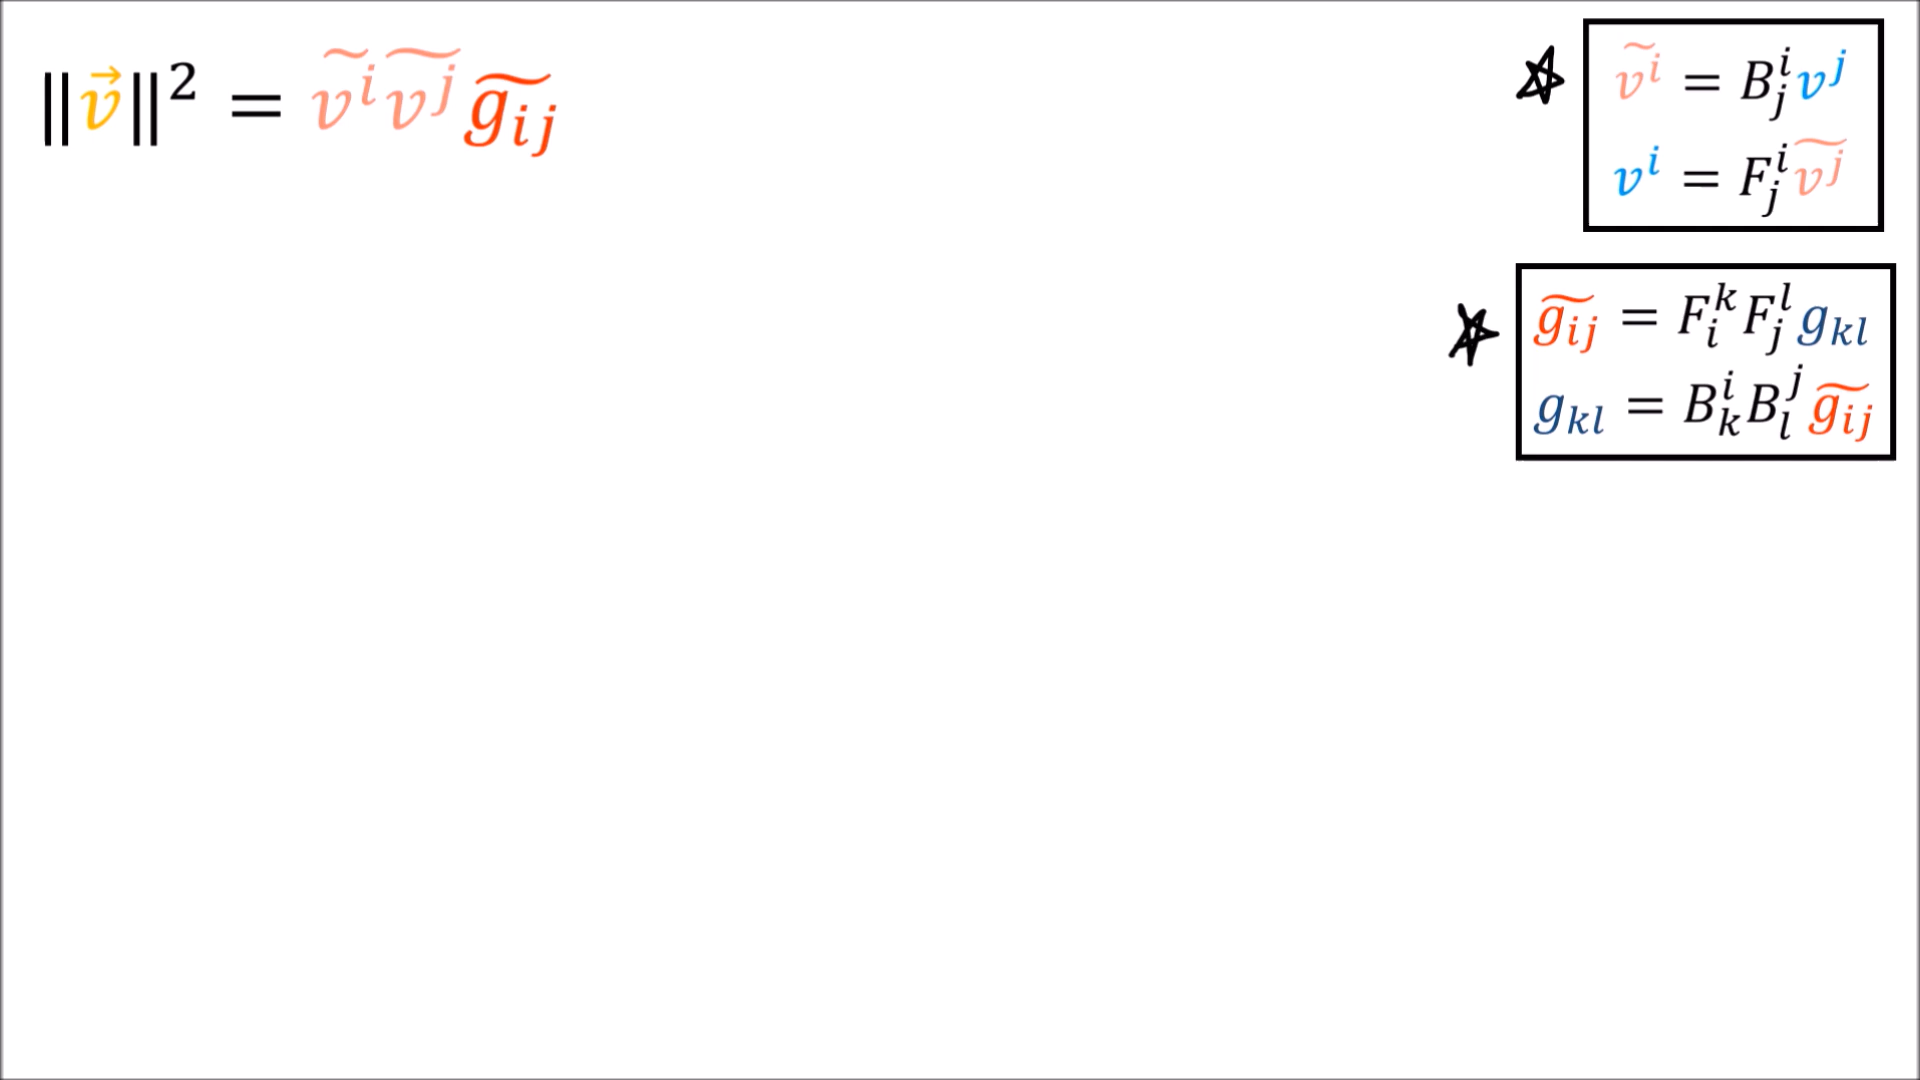 ‖v⃗‖² = ṽⁱ ṽʲ g̃ᵢⱼ
ṽⁱ = Bⁱⱼ vʲ
vⁱ = Fⁱⱼ ṽʲ
g̃ᵢⱼ = Fᵏᵢ Fˡⱼ gₖₗ
gₖₗ = Bⁱₖ Bʲₗ g̃ᵢⱼ